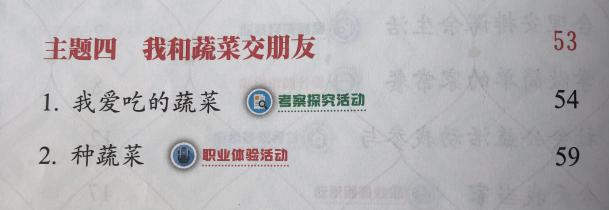 主题四 我和蔬菜交朋友 53
1. 我爱吃的蔬菜 考察探究活动 54
2. 种蔬菜 职业体验活动 59